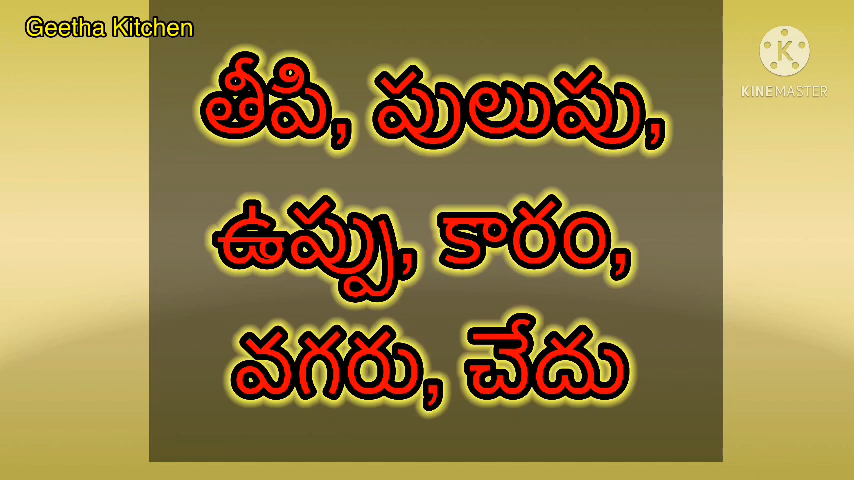 Geetha Kitchen
KINEMASTER
తీపి, పులుపు,
ఉప్పు, కారం,
వగరు, చేదు